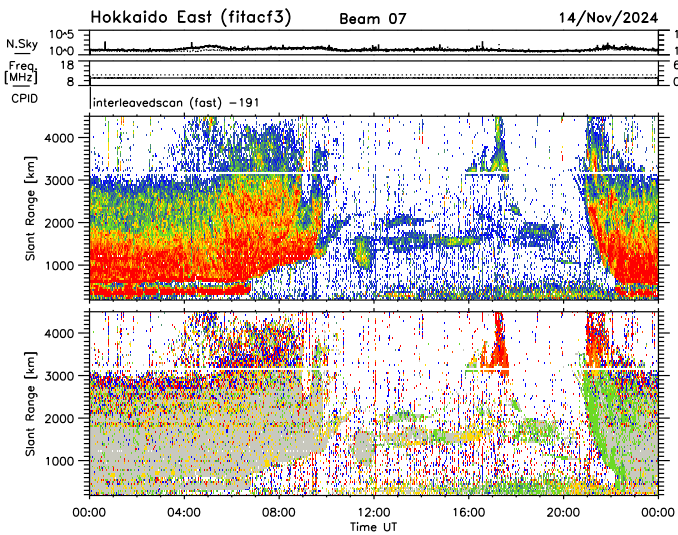 Hokkaido East (fitacf3) Beam 07 14/Nov/2024
N.Sky 10^5 10^0 1 1
Freq. [MHz] 18 8 6 0
CPID interleavedscan (fast) -191
Slant Range [km] 4000 3000 2000 1000
Slant Range [km] 4000 3000 2000 1000
00:00 04:00 08:00 12:00 16:00 20:00 00:00
Time UT